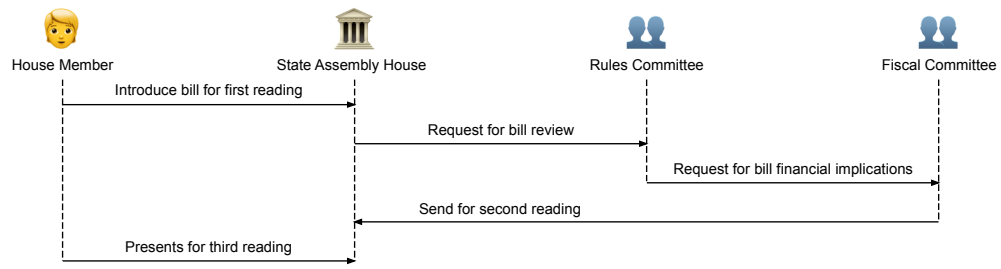 House Member
State Assembly House
Rules Committee
Fiscal Committee
Introduce bill for first reading
Request for bill review
Request for bill financial implications
Send for second reading
Presents for third reading